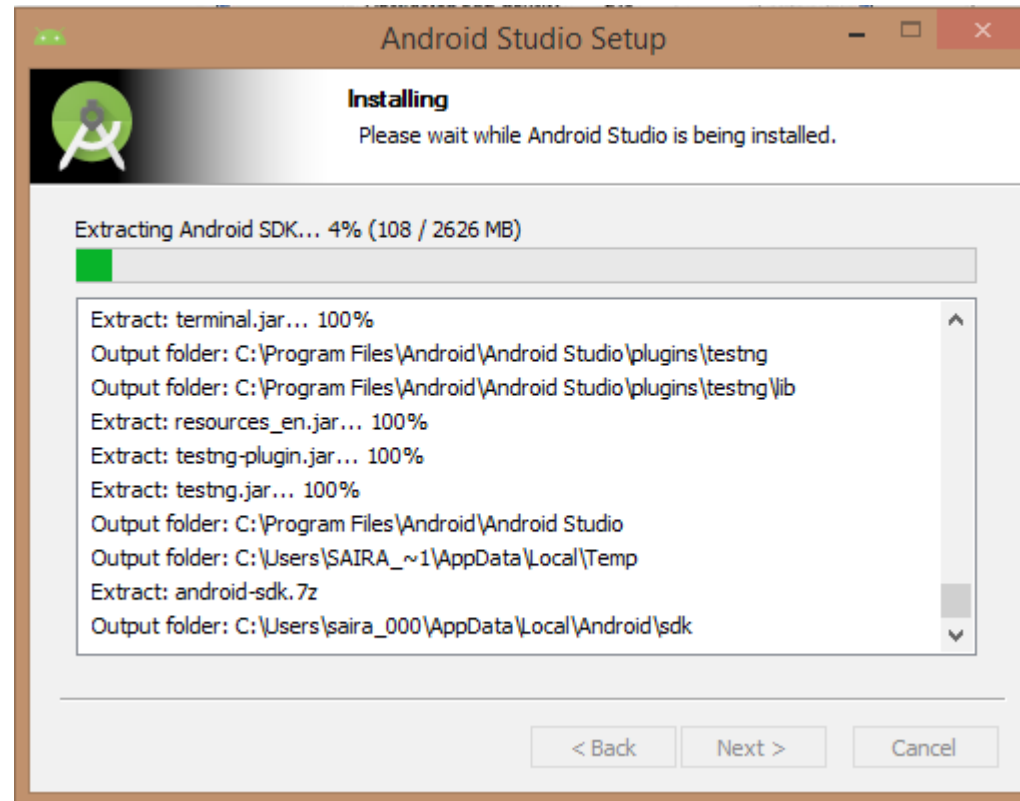 Android Studio Setup
Installing
Please wait while Android Studio is being installed.
Extracting Android SDK... 4% (108 / 2626 MB)
Extract: terminal.jar... 100%
Output folder: C:\Program Files\Android\Android Studio\plugins\testng
Output folder: C:\Program Files\Android\Android Studio\plugins\testng\lib
Extract: resources_en.jar... 100%
Extract: testng-plugin.jar... 100%
Extract: testng.jar... 100%
Output folder: C:\Program Files\Android\Android Studio
Output folder: C:\Users\SAIRA_~1\AppData\Local\Temp
Extract: android-sdk.7z
Output folder: C:\Users\saira_000\AppData\Local\Android\sdk
< Back Next > Cancel